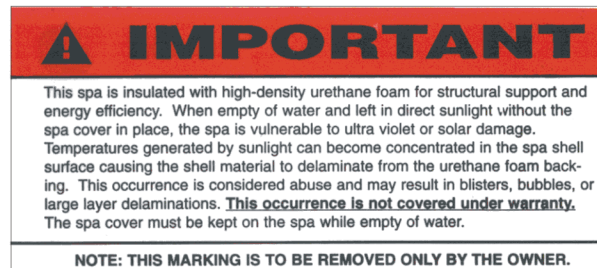 IMPORTANT
This spa is insulated with high-density urethane foam for structural support and
energy efficiency. When empty of water and left in direct sunlight without the
spa cover in place, the spa is vulnerable to ultra violet or solar damage.
Temperatures generated by sunlight can become concentrated in the spa shell
surface causing the shell material to delaminate from the urethane foam back-
ing. This occurrence is considered abuse and may result in blisters, bubbles, or
large layer delaminations. This occurrence is not covered under warranty.
The spa cover must be kept on the spa while empty of water.
NOTE: THIS MARKING IS TO BE REMOVED ONLY BY THE OWNER.